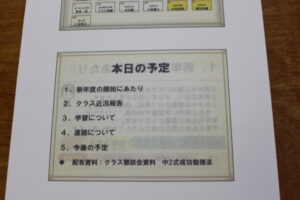 本日の予定
1、新年度の開始にあたり
2、クラス近況報告
3、学習について
4、進路について
5、今後の予定
◆ 配布資料：クラス懇談会資料 中2式成功勉強法